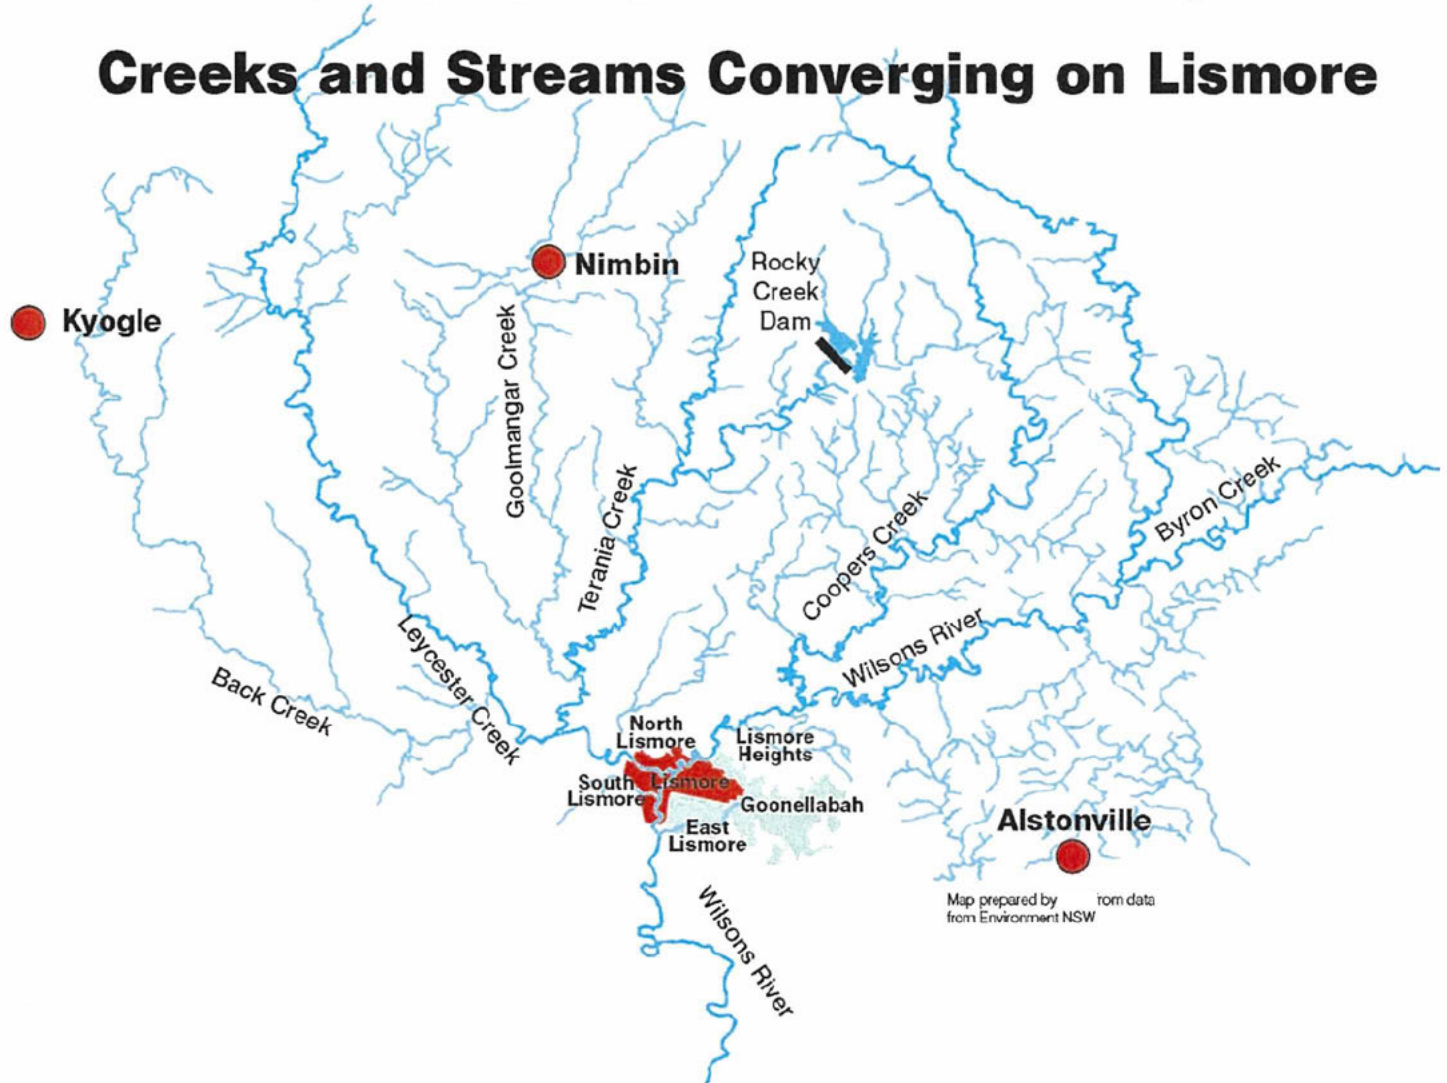 Creeks and Streams Converging on Lismore
Nimbin
Rocky
Creek
Dam
Kyogle
Goolmangar Creek
Terania Creek
Coopers Creek
Byron Creek
Wilsons River
Leycester Creek
Back Creek
North
Lismore
Lismore
Heights
South
Lismore
Lismore
Goonellabah
East
Lismore
Alstonville
Map prepared by rom data
from Environment NSW
Wilsons River